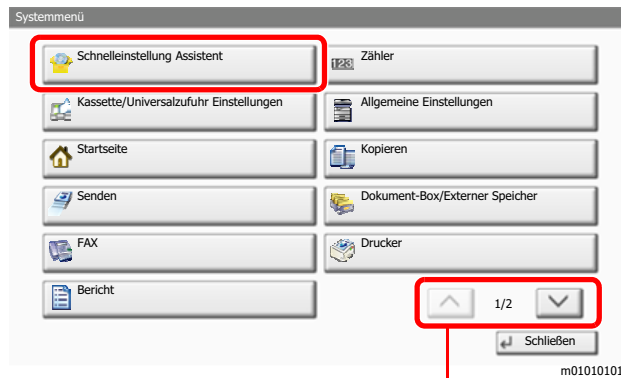 Systemmenü
Schnelleinstellung Assistent
123
Zähler
Kassette/Universalzufuhr Einstellungen
Allgemeine Einstellungen
Startseite
Kopieren
Senden
Dokument-Box/Externer Speicher
FAX
Drucker
Bericht
1/2
Schließen
m01010101